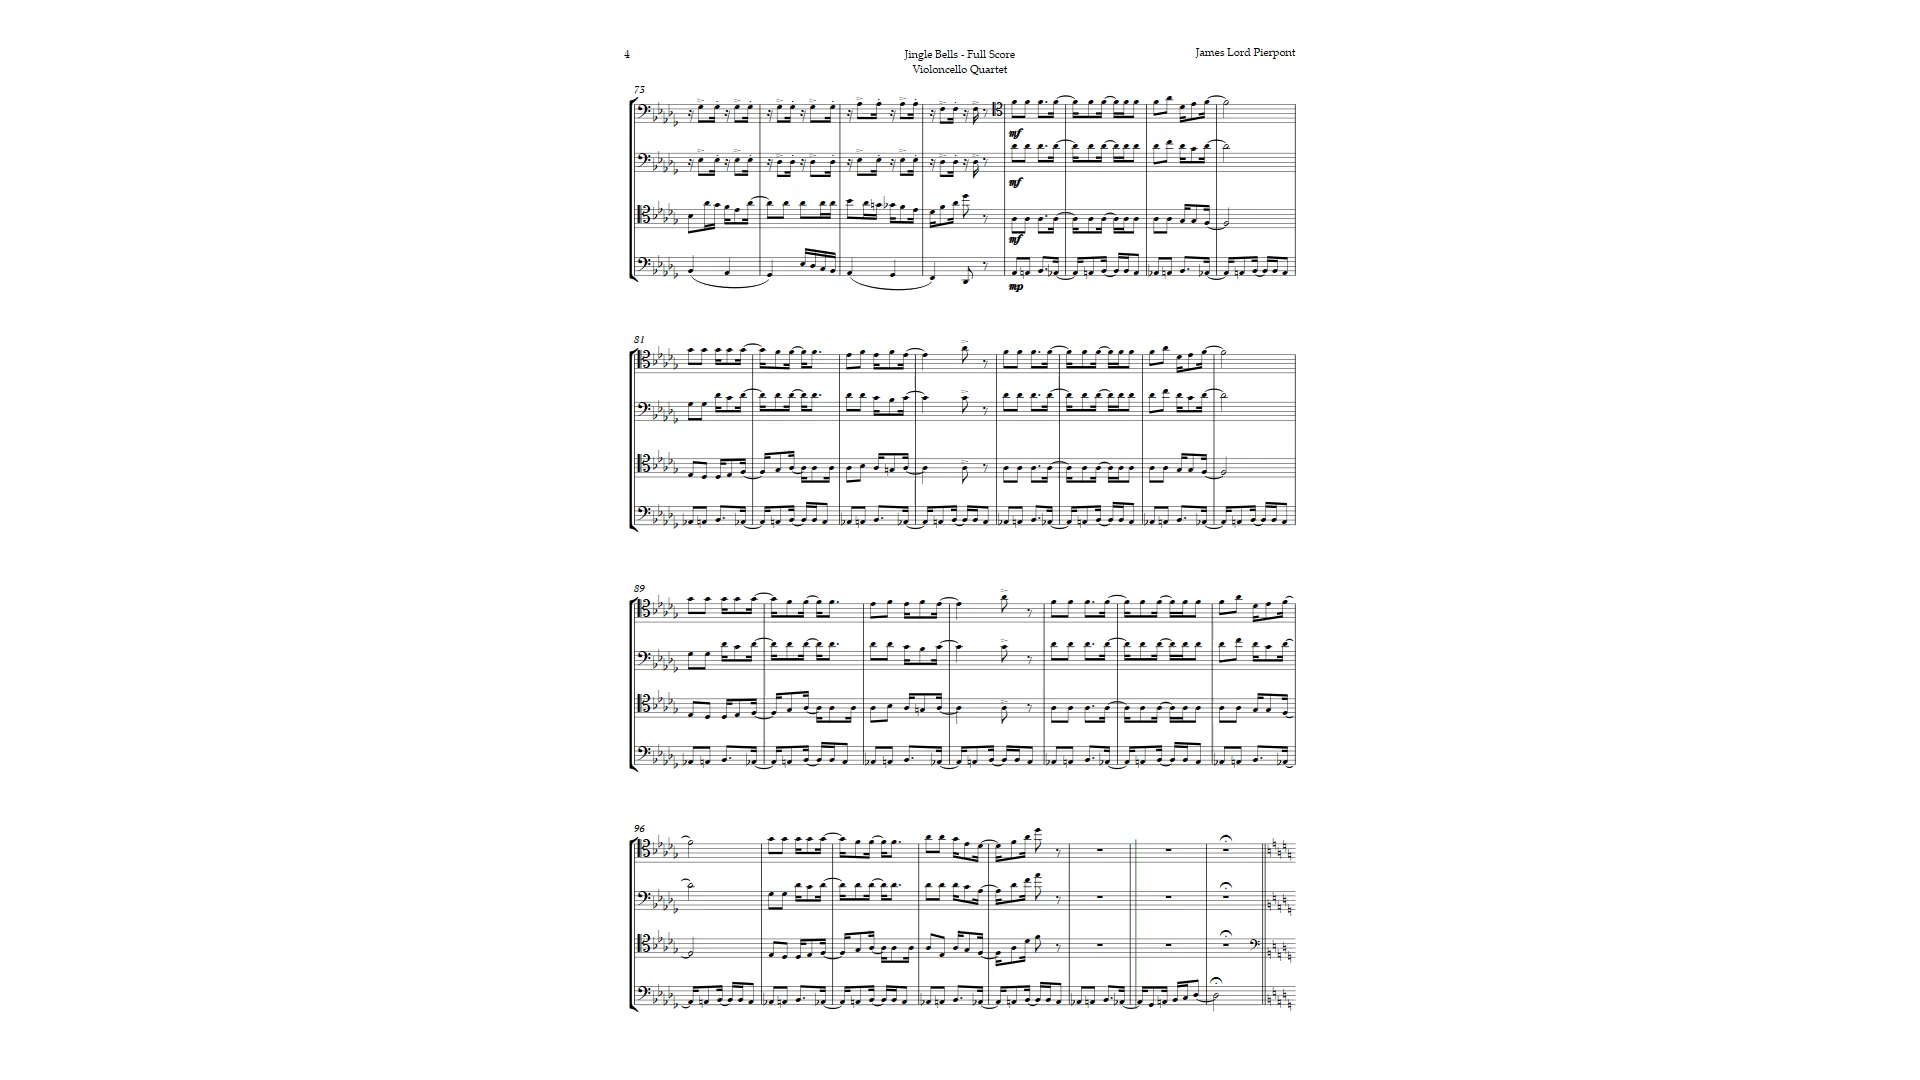 4
Jingle Bells - Full Score
James Lord Pierpont
Violoncello Quartet
73
mf
mf
mf
mp
81
89
96